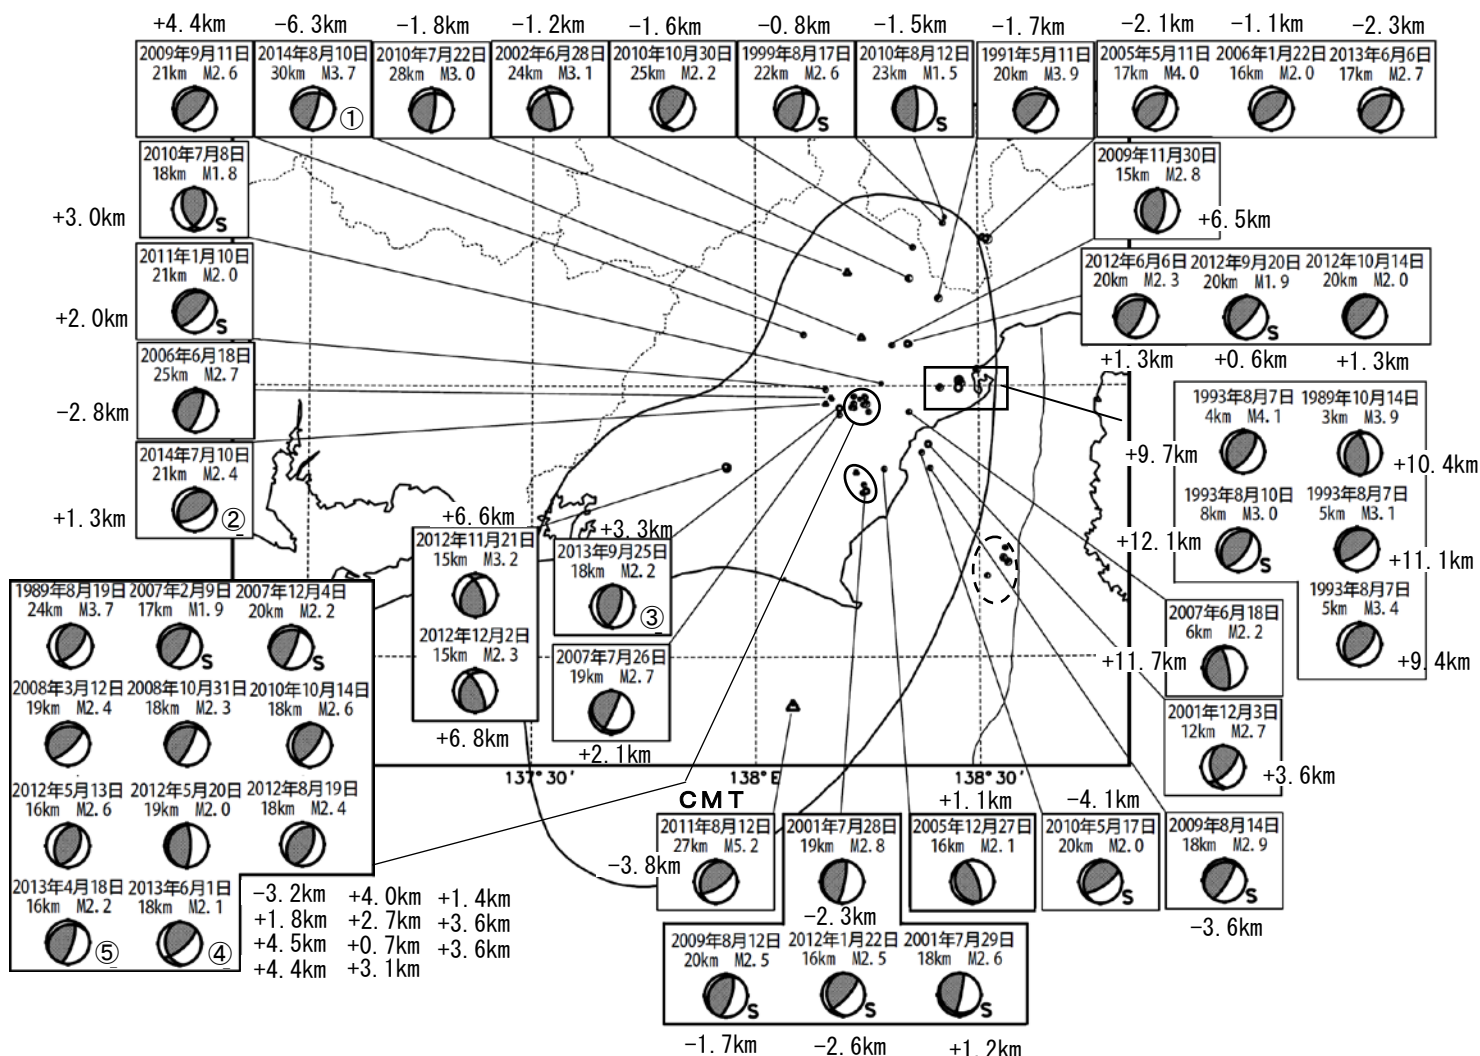 +4.4km
-6.3km
-1.8km
-1.2km
-1.6km
-0.8km
-1.5km
-1.7km
-2.1km
-1.1km
-2.3km
2009年9月11日
21km M2.6
2014年8月10日
30km M3.7
①
2010年7月22日
28km M3.0
2002年6月28日
24km M3.1
2010年10月30日
25km M2.2
1999年8月17日
22km M2.6
S
2010年8月12日
23km M1.5
S
1991年5月11日
20km M3.9
2005年5月11日
17km M4.0
2006年1月22日
16km M2.0
2013年6月6日
17km M2.7
2010年7月8日
18km M1.8
S
+3.0km
2009年11月30日
15km M2.8
+6.5km
2011年1月10日
21km M2.0
S
+2.0km
2012年6月6日
20km M2.3
2012年9月20日
20km M1.9
S
2012年10月14日
20km M2.0
+1.3km
+0.6km
+1.3km
2006年6月18日
25km M2.7
-2.8km
1993年8月7日
4km M4.1
1989年10月14日
3km M3.9
+9.7km
+10.4km
2014年7月10日
21km M2.4
②
+1.3km
1993年8月10日
8km M3.0
S
1993年8月7日
5km M3.1
+12.1km
+11.1km
+6.6km
2012年11月21日
15km M3.2
+3.3km
2013年9月25日
18km M2.2
③
1993年8月7日
5km M3.4
+9.4km
1989年8月19日
24km M3.7
2007年2月9日
17km M1.9
S
2007年12月4日
20km M2.2
S
2012年12月2日
15km M2.3
+6.8km
2007年7月26日
19km M2.7
+2.1km
2007年6月18日
6km M2.2
+11.7km
2008年3月12日
19km M2.4
2008年10月31日
18km M2.3
2010年10月14日
18km M2.6
2001年12月3日
12km M2.7
+3.6km
137°30′
138°E
138°30′
2012年5月13日
16km M2.6
2012年5月20日
19km M2.0
2012年8月19日
18km M2.4
CMT
+1.1km
-4.1km
2011年8月12日
27km M5.2
-3.8km
2001年7月28日
19km M2.8
-2.3km
2005年12月27日
16km M2.1
2010年5月17日
20km M2.0
S
2009年8月14日
18km M2.9
S
-3.6km
2013年4月18日
16km M2.2
⑤
2013年6月1日
18km M2.1
④
-3.2km +4.0km +1.4km
+1.8km +2.7km +3.6km
+4.5km +0.7km +3.6km
+4.4km +3.1km
2009年8月12日
20km M2.5
S
2012年1月22日
16km M2.5
S
2001年7月29日
18km M2.6
S
-1.7km
-2.6km
+1.2km